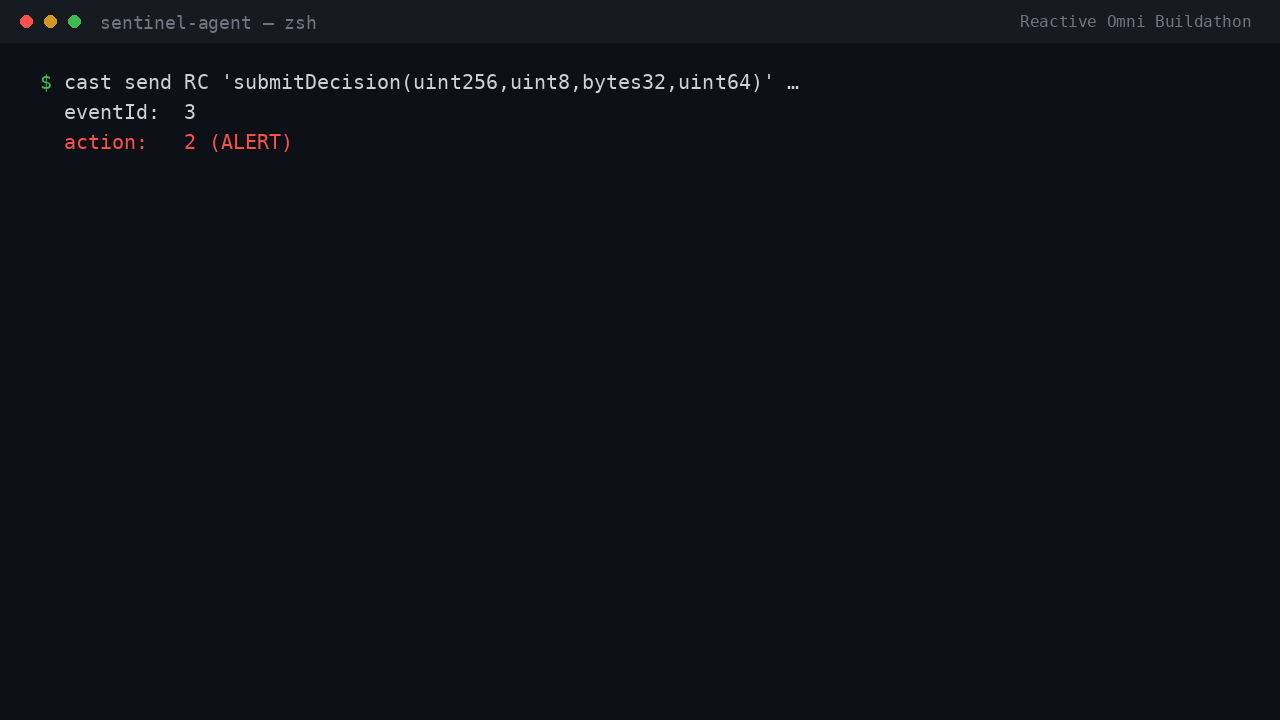 sentinel-agent — zsh
Reactive Omni Buildathon
$ cast send RC 'submitDecision(uint256,uint8,bytes32,uint64)' …
eventId: 3
action: 2 (ALERT)